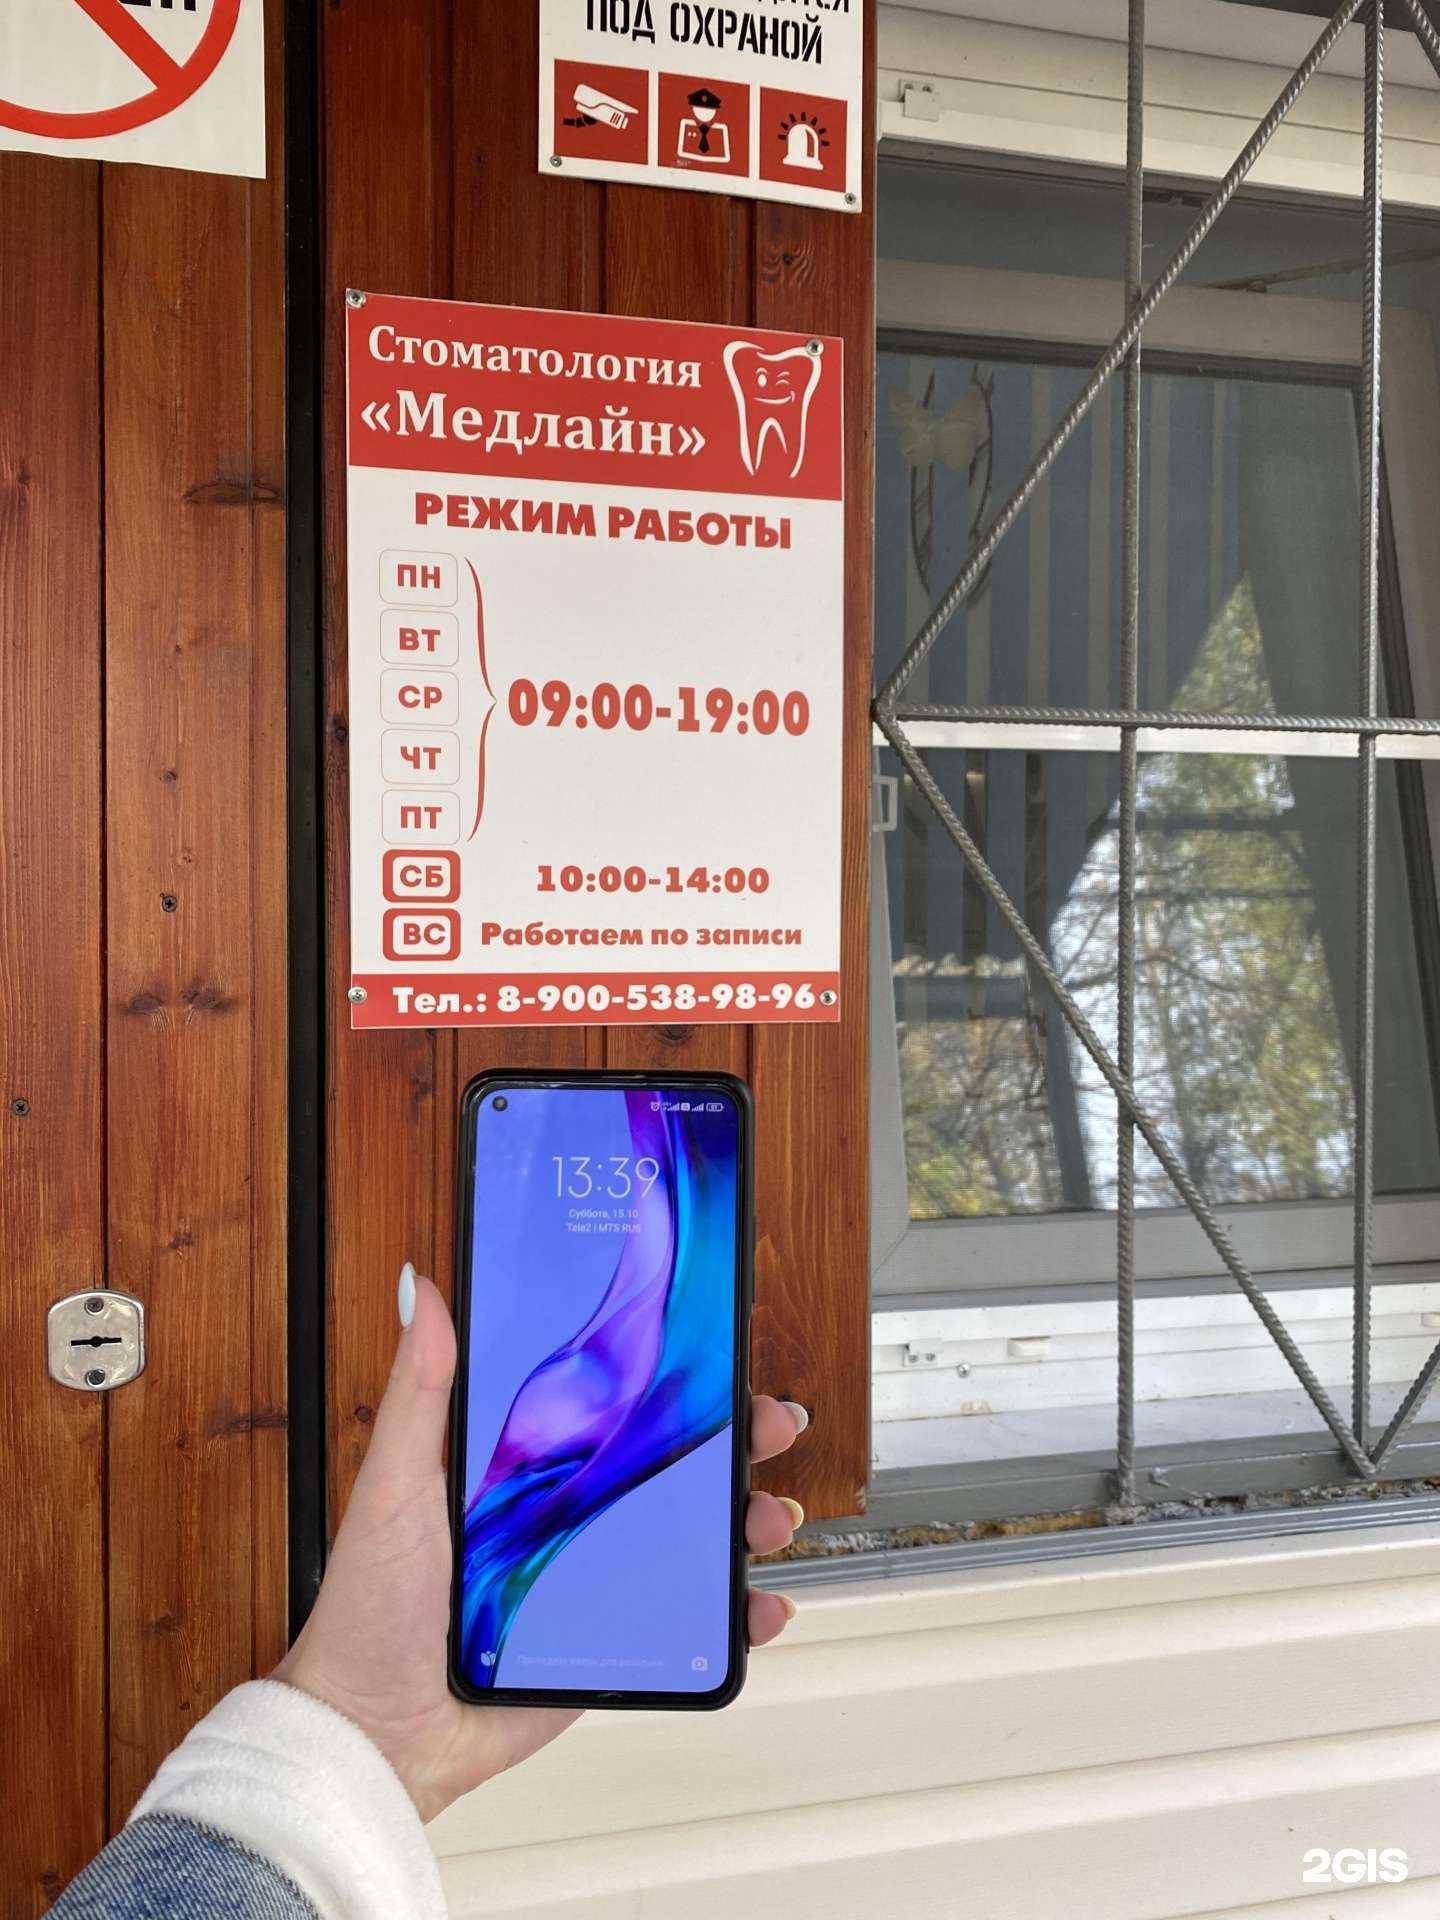 ПОД ОХРАНОЙ
Стоматология
«Медлайн»
РЕЖИМ РАБОТЫ
ПН
ВТ
СР
ЧТ
ПТ
09:00-19:00
СБ 10:00-14:00
ВС Работаем по записи
Тел.: 8-900-538-98-96
13:39
Суббота, 15.10
Tele2 | MTS RUS
2GIS